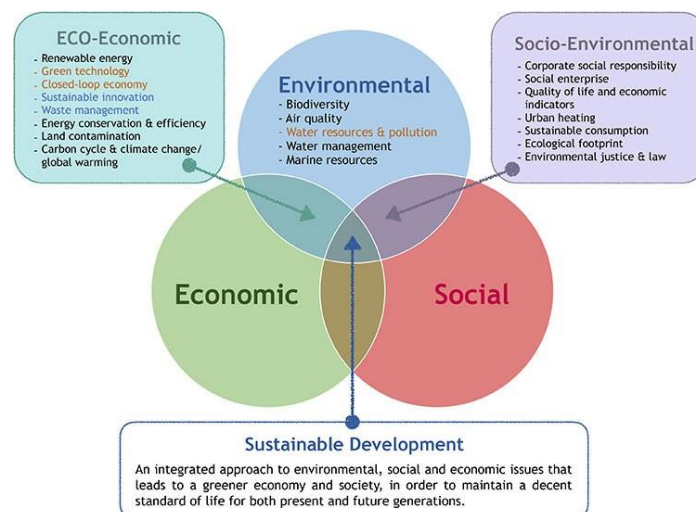 ECO-Economic
- Renewable energy
- Green technology
- Closed-loop economy
- Sustainable innovation
- Waste management
- Energy conservation & efficiency
- Land contamination
- Carbon cycle & climate change/
global warming
Environmental
- Biodiversity
- Air quality
- Water resources & pollution
- Water management
- Marine resources
Socio-Environmental
- Corporate social responsibility
- Social enterprise
- Quality of life and economic
indicators
- Urban heating
- Sustainable consumption
- Ecological footprint
- Environmental justice & law
Economic
Social
Sustainable Development
An integrated approach to environmental, social and economic issues that
leads to a greener economy and society, in order to maintain a decent
standard of life for both present and future generations.